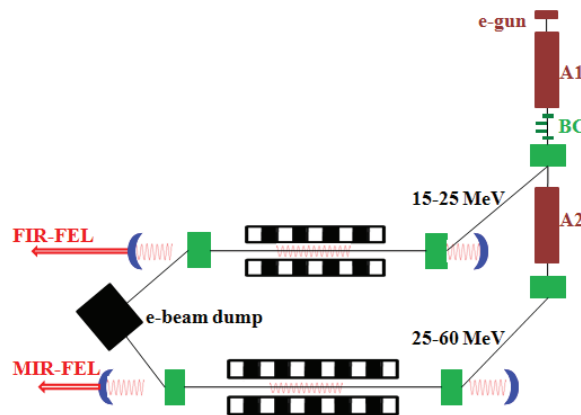 e-gun
A1
BC
15-25 MeV
A2
FIR-FEL
e-beam dump
25-60 MeV
MIR-FEL